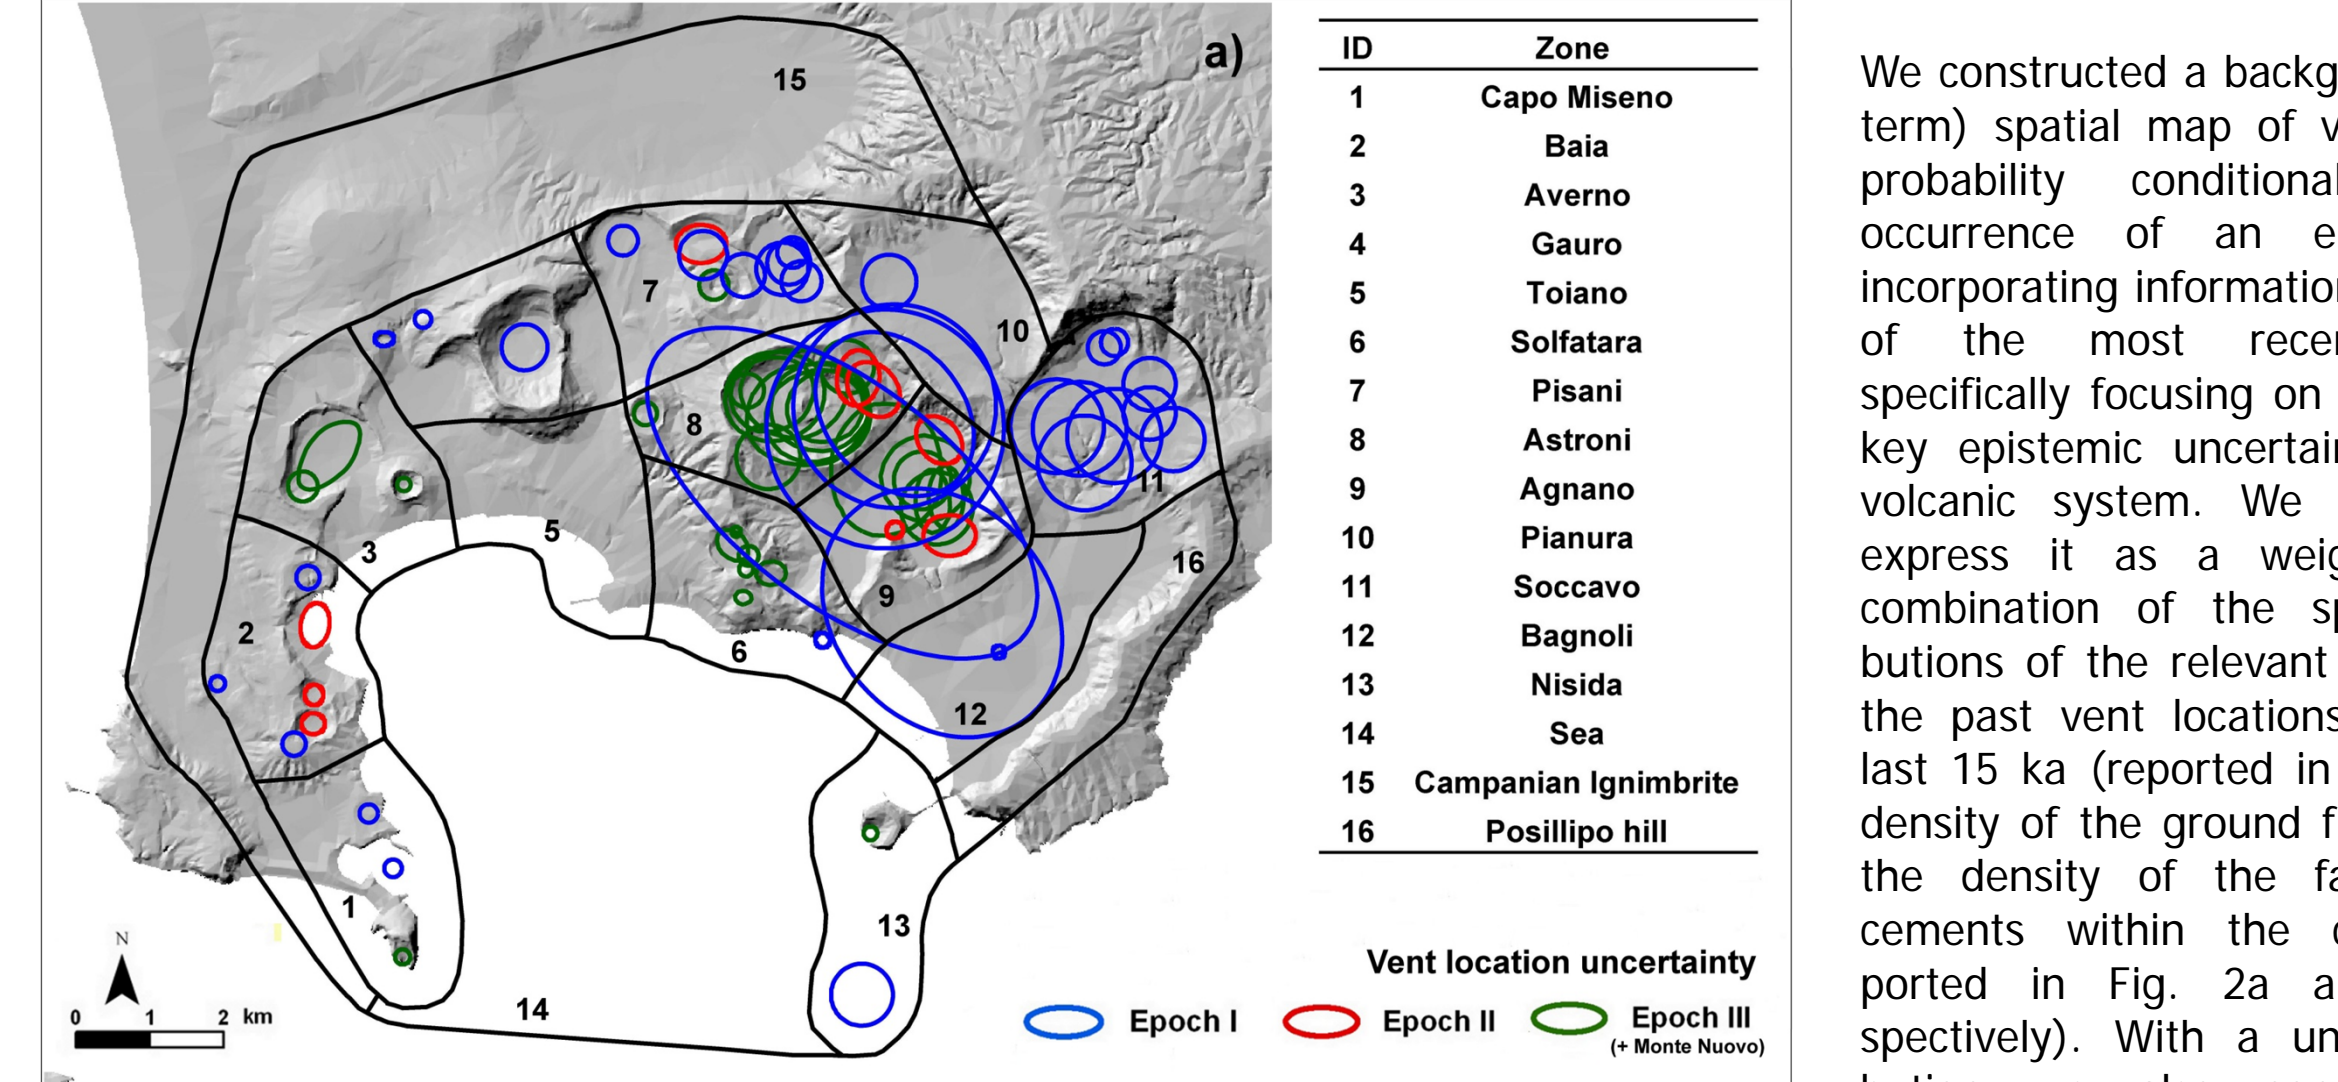 a)
15
7
10
8
11
5
3
16
9
2
6
12
1
13
14
N
0 1 2 km
ID Zone
1 Capo Miseno
2 Baia
3 Averno
4 Gauro
5 Toiano
6 Solfatara
7 Pisani
8 Astroni
9 Agnano
10 Pianura
11 Soccavo
12 Bagnoli
13 Nisida
14 Sea
15 Campanian Ignimbrite
16 Posillipo hill
Vent location uncertainty
Epoch I Epoch II Epoch III
(+ Monte Nuovo)
We constructed a backg
term) spatial map of v
probability conditional
occurrence of an e
incorporating information
of the most recer
specifically focusing on
key epistemic uncertain
volcanic system. We
express it as a weig
combination of the sp
butions of the relevant
the past vent locations
last 15 ka (reported in
density of the ground f
the density of the fa
cements within the c
ported in Fig. 2a a
spectively). With a un